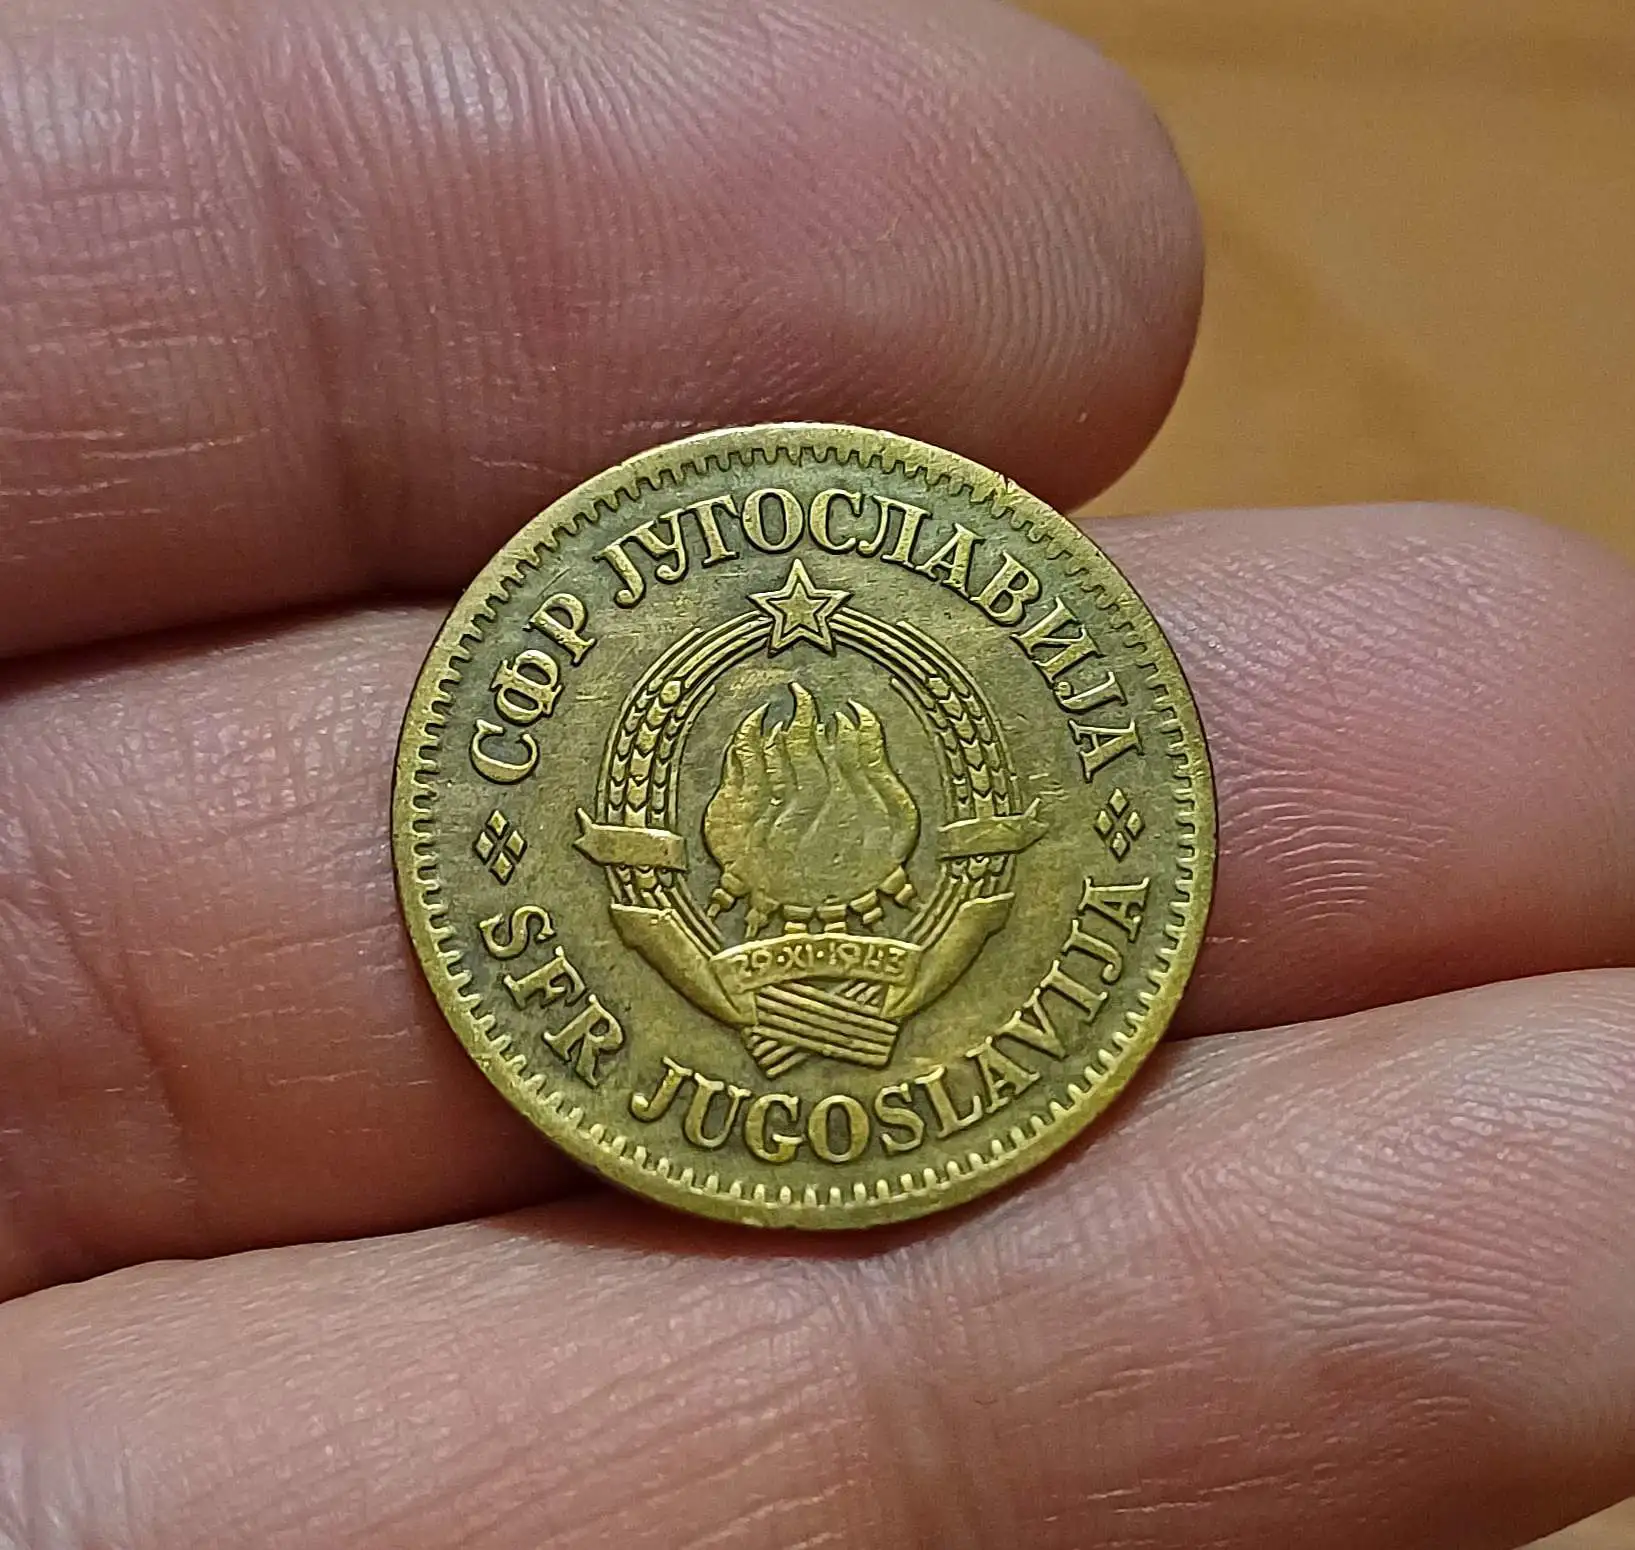 СФР ЈУГОСЛАВИЈА
29·XI·1943
SFR JUGOSLAVIJA